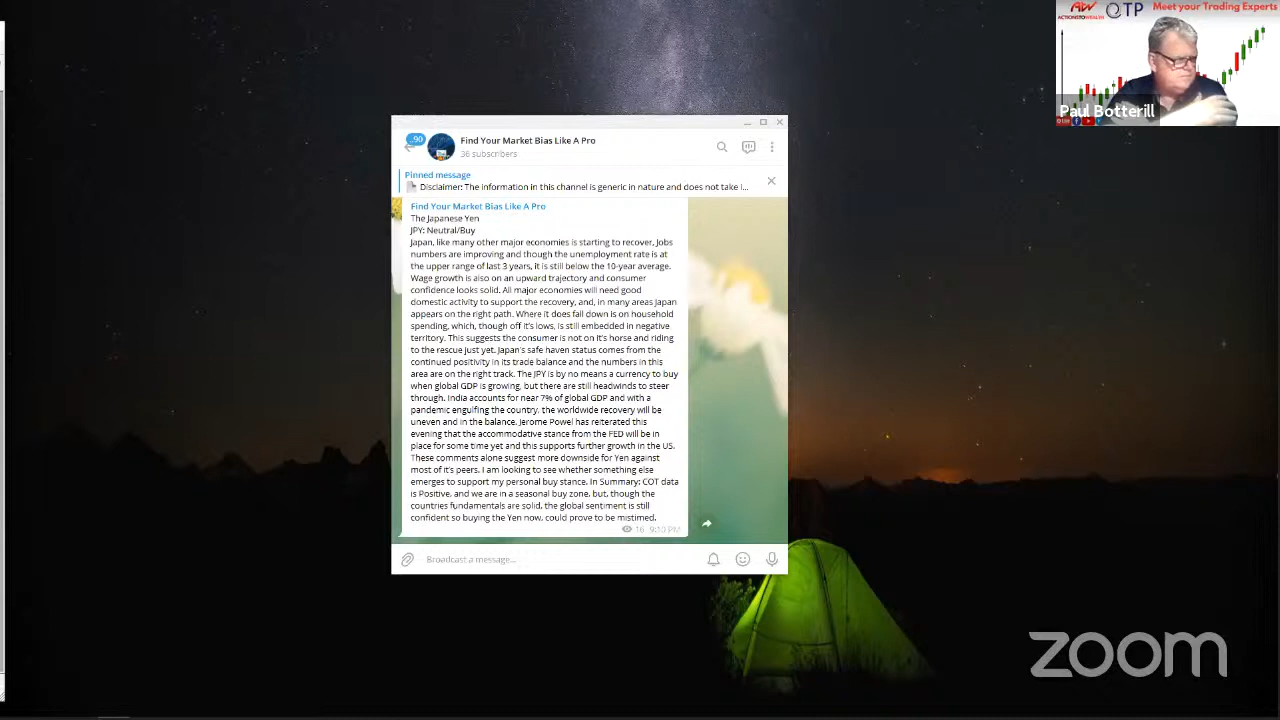 AW
ACTIONSTOWEALTH
OTP
Meet your Trading Experts
Paul Botterill
90
Find Your Market Bias Like A Pro
36 subscribers
Pinned message
Disclaimer: The information in this channel is generic in nature and does not take i...
Find Your Market Bias Like A Pro
The Japanese Yen
JPY: Neutral/Buy
Japan, like many other major economies is starting to recover, Jobs
numbers are improving and though the unemployment rate is at
the upper range of last 3 years, it is still below the 10-year average.
Wage growth is also on an upward trajectory and consumer
confidence looks solid. All major economies will need good
domestic activity to support the recovery, and, in many areas Japan
appears on the right path. Where it does fall down is on household
spending, which, though off it's lows, is still embedded in negative
territory. This suggests the consumer is not on it's horse and riding
to the rescue just yet. Japan's safe haven status comes from the
continued positivity in its trade balance and the numbers in this
area are on the right track. The JPY is by no means a currency to buy
when global GDP is growing, but there are still headwinds to steer
through. India accounts for near 7% of global GDP and with a
pandemic engulfing the country, the worldwide recovery will be
uneven and in the balance. Jerome Powel has reiterated this
evening that the accommodative stance from the FED will be in
place for some time yet and this supports further growth in the US.
These comments alone suggest more downside for Yen against
most of it's peers. I am looking to see whether something else
emerges to support my personal buy stance. In Summary: COT data
is Positive, and we are in a seasonal buy zone, but, though the
countries fundamentals are solid, the global sentiment is still
confident so buying the Yen now, could prove to be mistimed.
16 9:10 PM
Broadcast a message...
zoom